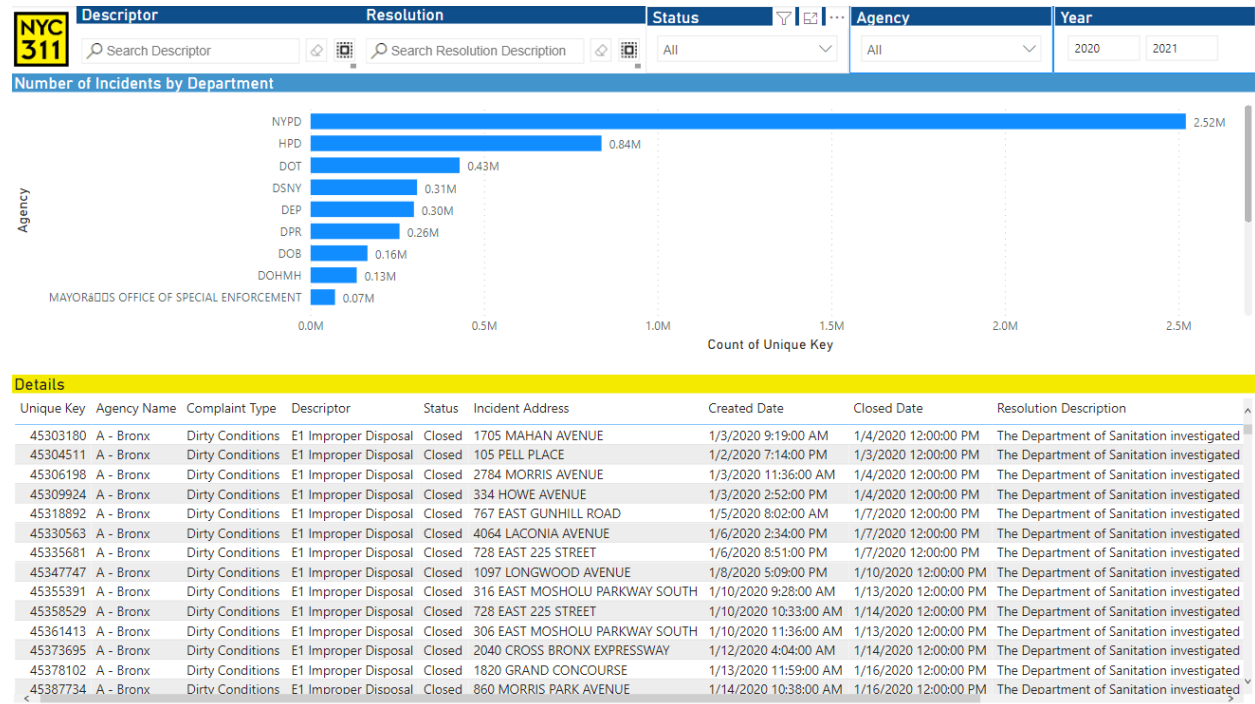 NYC
311
Descriptor
Resolution
Status
Agency
Year
Search Descriptor
Search Resolution Description
All
All
2020
2021
Number of Incidents by Department
Agency
NYPD 2.52M
HPD 0.84M
DOT 0.43M
DSNY 0.31M
DEP 0.30M
DPR 0.26M
DOB 0.16M
DOHMH 0.13M
MAYORâ��S OFFICE OF SPECIAL ENFORCEMENT 0.07M
0.0M 0.5M 1.0M 1.5M 2.0M 2.5M
Count of Unique Key
Details
Unique Key Agency Name Complaint Type Descriptor Status Incident Address Created Date Closed Date Resolution Description
45303180 A - Bronx Dirty Conditions E1 Improper Disposal Closed 1705 MAHAN AVENUE 1/3/2020 9:19:00 AM 1/4/2020 12:00:00 PM The Department of Sanitation investigated
45304511 A - Bronx Dirty Conditions E1 Improper Disposal Closed 105 PELL PLACE 1/2/2020 7:14:00 PM 1/3/2020 12:00:00 PM The Department of Sanitation investigated
45306198 A - Bronx Dirty Conditions E1 Improper Disposal Closed 2784 MORRIS AVENUE 1/3/2020 11:36:00 AM 1/4/2020 12:00:00 PM The Department of Sanitation investigated
45309924 A - Bronx Dirty Conditions E1 Improper Disposal Closed 334 HOWE AVENUE 1/3/2020 2:52:00 PM 1/4/2020 12:00:00 PM The Department of Sanitation investigated
45318892 A - Bronx Dirty Conditions E1 Improper Disposal Closed 767 EAST GUNHILL ROAD 1/5/2020 8:02:00 AM 1/7/2020 12:00:00 PM The Department of Sanitation investigated
45330563 A - Bronx Dirty Conditions E1 Improper Disposal Closed 4064 LACONIA AVENUE 1/6/2020 2:34:00 PM 1/7/2020 12:00:00 PM The Department of Sanitation investigated
45335681 A - Bronx Dirty Conditions E1 Improper Disposal Closed 728 EAST 225 STREET 1/6/2020 8:51:00 PM 1/7/2020 12:00:00 PM The Department of Sanitation investigated
45347747 A - Bronx Dirty Conditions E1 Improper Disposal Closed 1097 LONGWOOD AVENUE 1/8/2020 5:09:00 PM 1/10/2020 12:00:00 PM The Department of Sanitation investigated
45355391 A - Bronx Dirty Conditions E1 Improper Disposal Closed 316 EAST MOSHOLU PARKWAY SOUTH 1/10/2020 9:28:00 AM 1/13/2020 12:00:00 PM The Department of Sanitation investigated
45358529 A - Bronx Dirty Conditions E1 Improper Disposal Closed 728 EAST 225 STREET 1/10/2020 10:33:00 AM 1/14/2020 12:00:00 PM The Department of Sanitation investigated
45361413 A - Bronx Dirty Conditions E1 Improper Disposal Closed 306 EAST MOSHOLU PARKWAY SOUTH 1/10/2020 11:36:00 AM 1/13/2020 12:00:00 PM The Department of Sanitation investigated
45373695 A - Bronx Dirty Conditions E1 Improper Disposal Closed 2040 CROSS BRONX EXPRESSWAY 1/12/2020 4:04:00 AM 1/14/2020 12:00:00 PM The Department of Sanitation investigated
45378102 A - Bronx Dirty Conditions E1 Improper Disposal Closed 1820 GRAND CONCOURSE 1/13/2020 11:59:00 AM 1/16/2020 12:00:00 PM The Department of Sanitation investigated
45387734 A - Bronx Dirty Conditions E1 Improper Disposal Closed 860 MORRIS PARK AVENUE 1/14/2020 10:38:00 AM 1/16/2020 12:00:00 PM The Department of Sanitation investigated